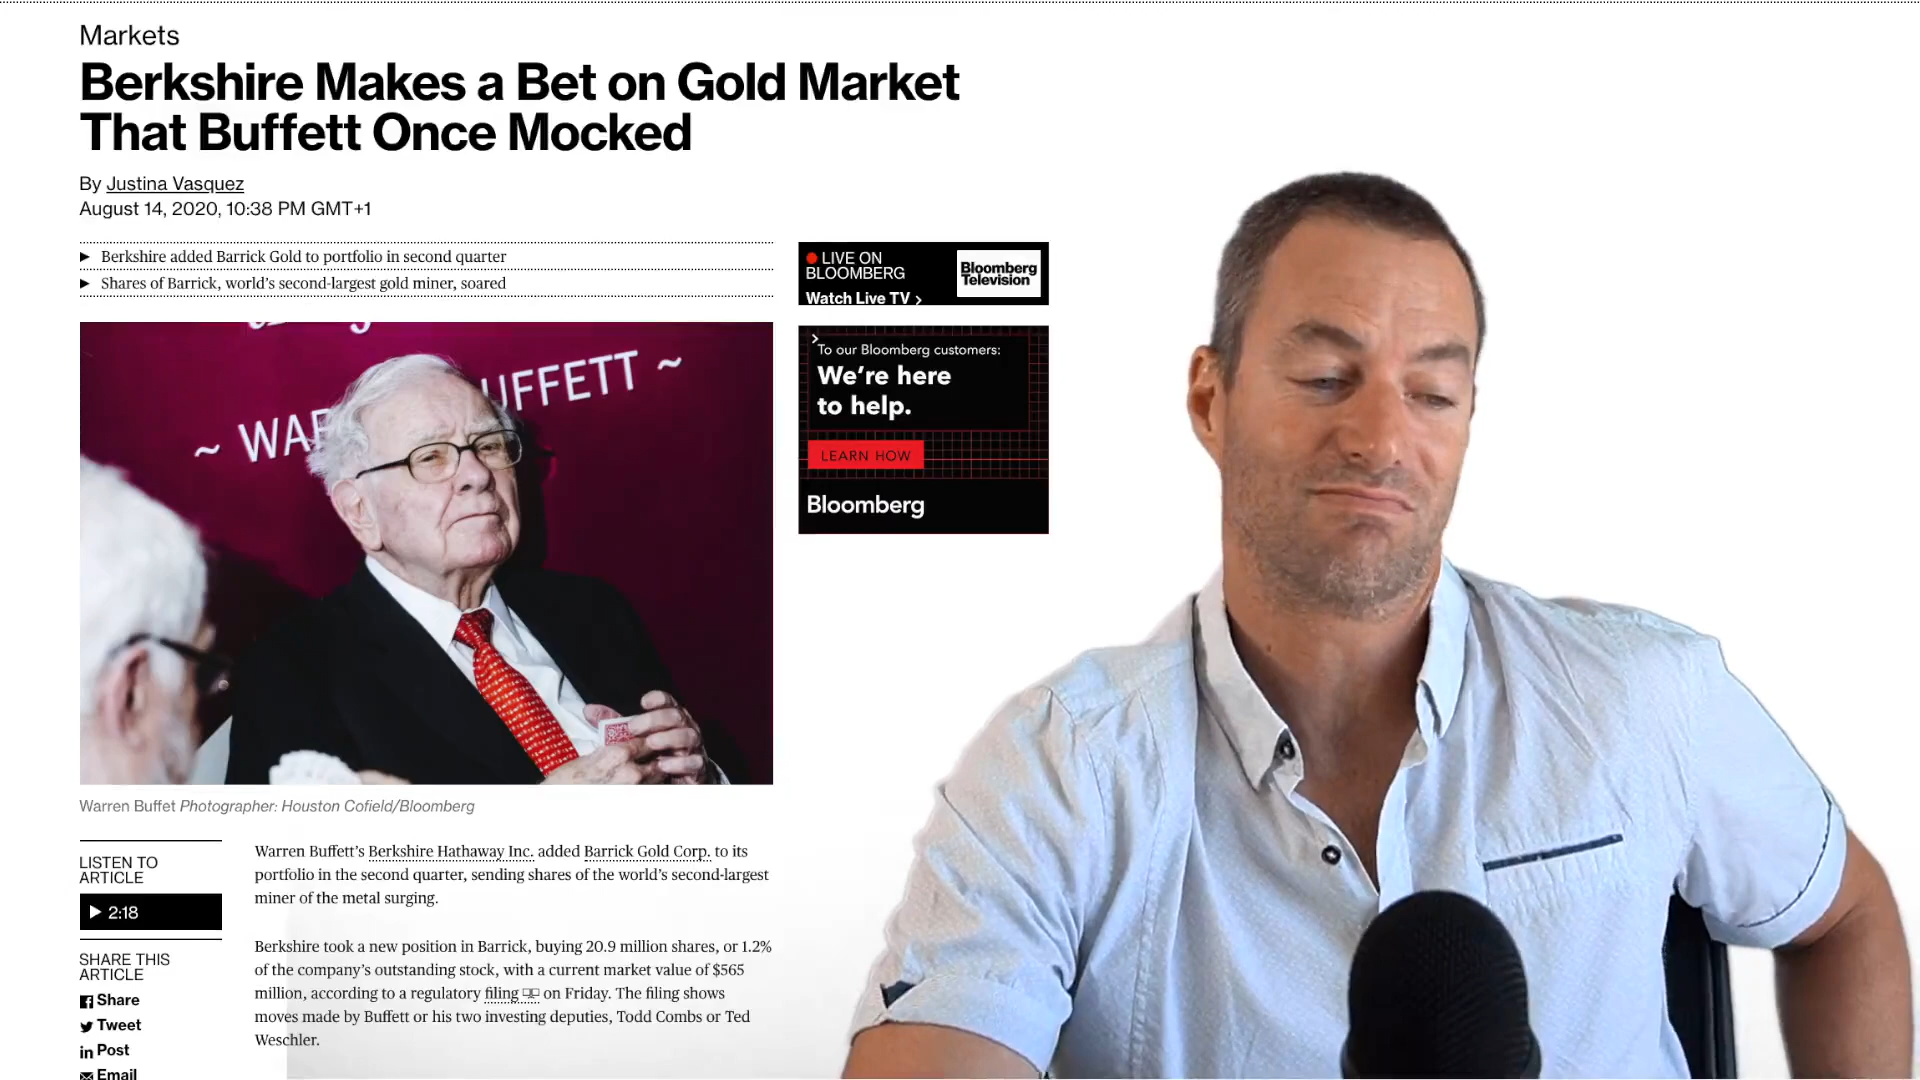 Markets
Berkshire Makes a Bet on Gold Market
That Buffett Once Mocked
By Justina Vasquez
August 14, 2020, 10:38 PM GMT+1
► Berkshire added Barrick Gold to portfolio in second quarter
► Shares of Barrick, world's second-largest gold miner, soared
LIVE ON
BLOOMBERG
Watch Live TV >
Bloomberg
Television
To our Bloomberg customers:
We're here
to help.
LEARN HOW
Bloomberg
UFFETT ~
~ WAR
Warren Buffet Photographer: Houston Cofield/Bloomberg
LISTEN TO
ARTICLE
2:18
SHARE THIS
ARTICLE
Share
Tweet
in Post
Email
Warren Buffett's Berkshire Hathaway Inc. added Barrick Gold Corp. to its
portfolio in the second quarter, sending shares of the world's second-largest
miner of the metal surging.
Berkshire took a new position in Barrick, buying 20.9 million shares, or 1.2%
of the company's outstanding stock, with a current market value of $565
million, according to a regulatory filing on Friday. The filing shows
moves made by Buffett or his two investing deputies, Todd Combs or Ted
Weschler.